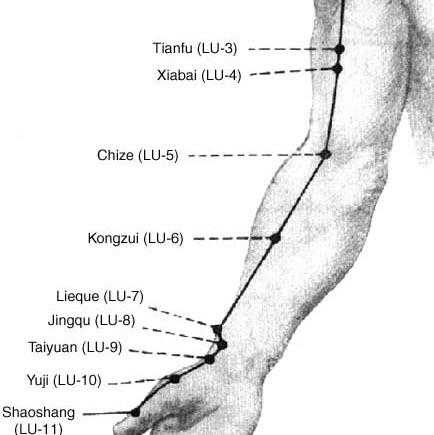 Tianfu (LU-3)
Xiabai (LU-4)
Chize (LU-5)
Kongzui (LU-6)
Lieque (LU-7)
Jingqu (LU-8)
Taiyuan (LU-9)
Yuji (LU-10)
Shaoshang
(LU-11)